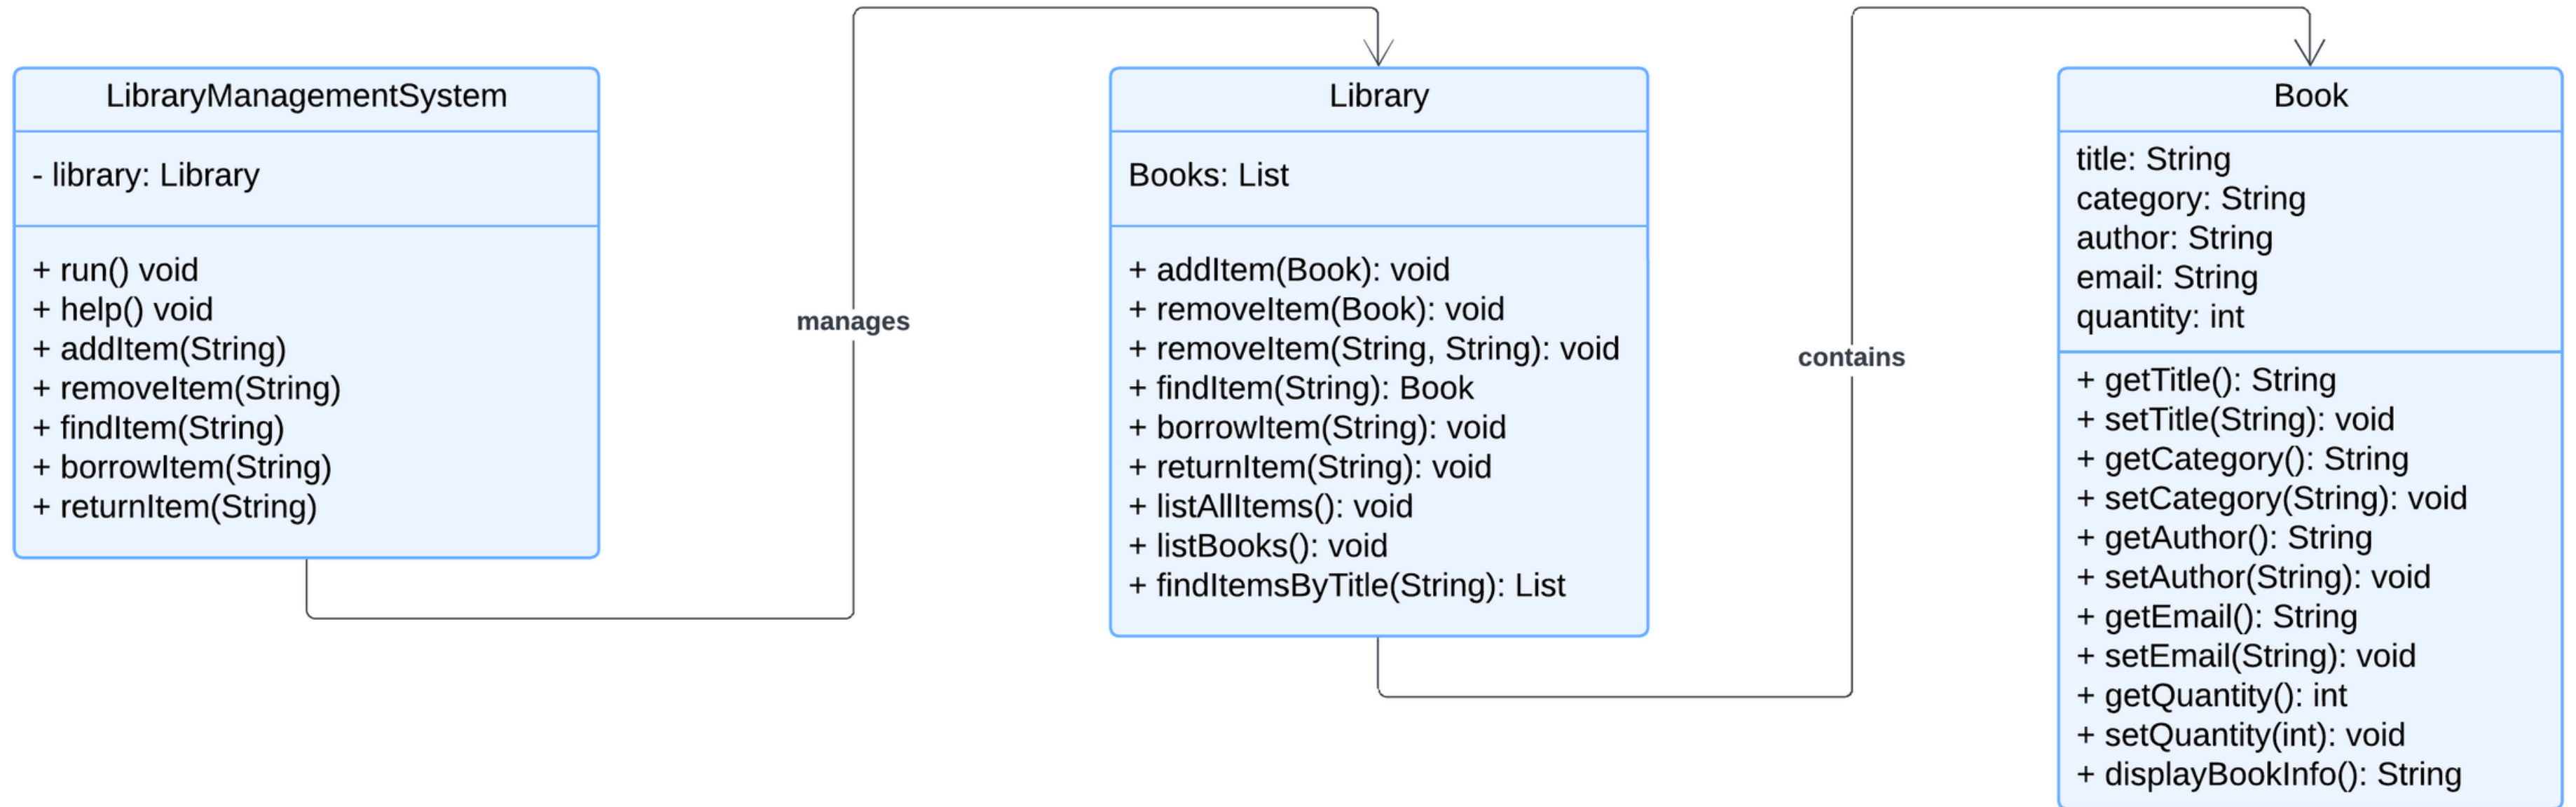 LibraryManagementSystem
- library: Library
+ run() void
+ help() void
+ addItem(String)
+ removeItem(String)
+ findItem(String)
+ borrowItem(String)
+ returnItem(String)
manages
Library
Books: List
+ addItem(Book): void
+ removeItem(Book): void
+ removeItem(String, String): void
+ findItem(String): Book
+ borrowItem(String): void
+ returnItem(String): void
+ listAllItems(): void
+ listBooks(): void
+ findItemsByTitle(String): List
contains
Book
title: String
category: String
author: String
email: String
quantity: int
+ getTitle(): String
+ setTitle(String): void
+ getCategory(): String
+ setCategory(String): void
+ getAuthor(): String
+ setAuthor(String): void
+ getEmail(): String
+ setEmail(String): void
+ getQuantity(): int
+ setQuantity(int): void
+ displayBookInfo(): String